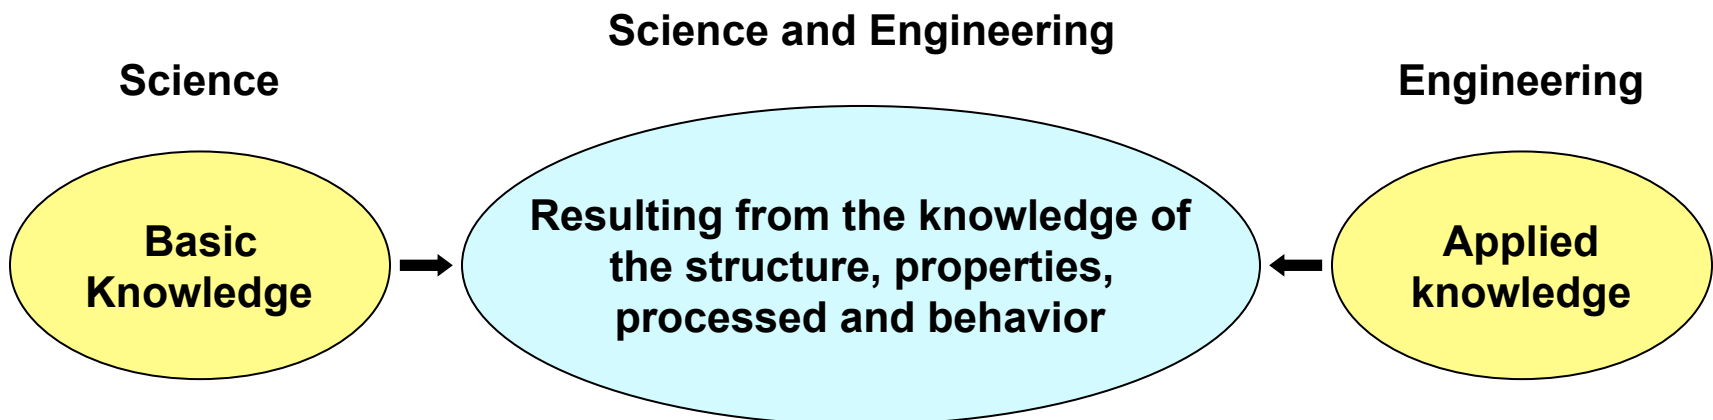 Science and Engineering
Science
Engineering
Basic
Knowledge
Resulting from the knowledge of
the structure, properties,
processed and behavior
Applied
knowledge